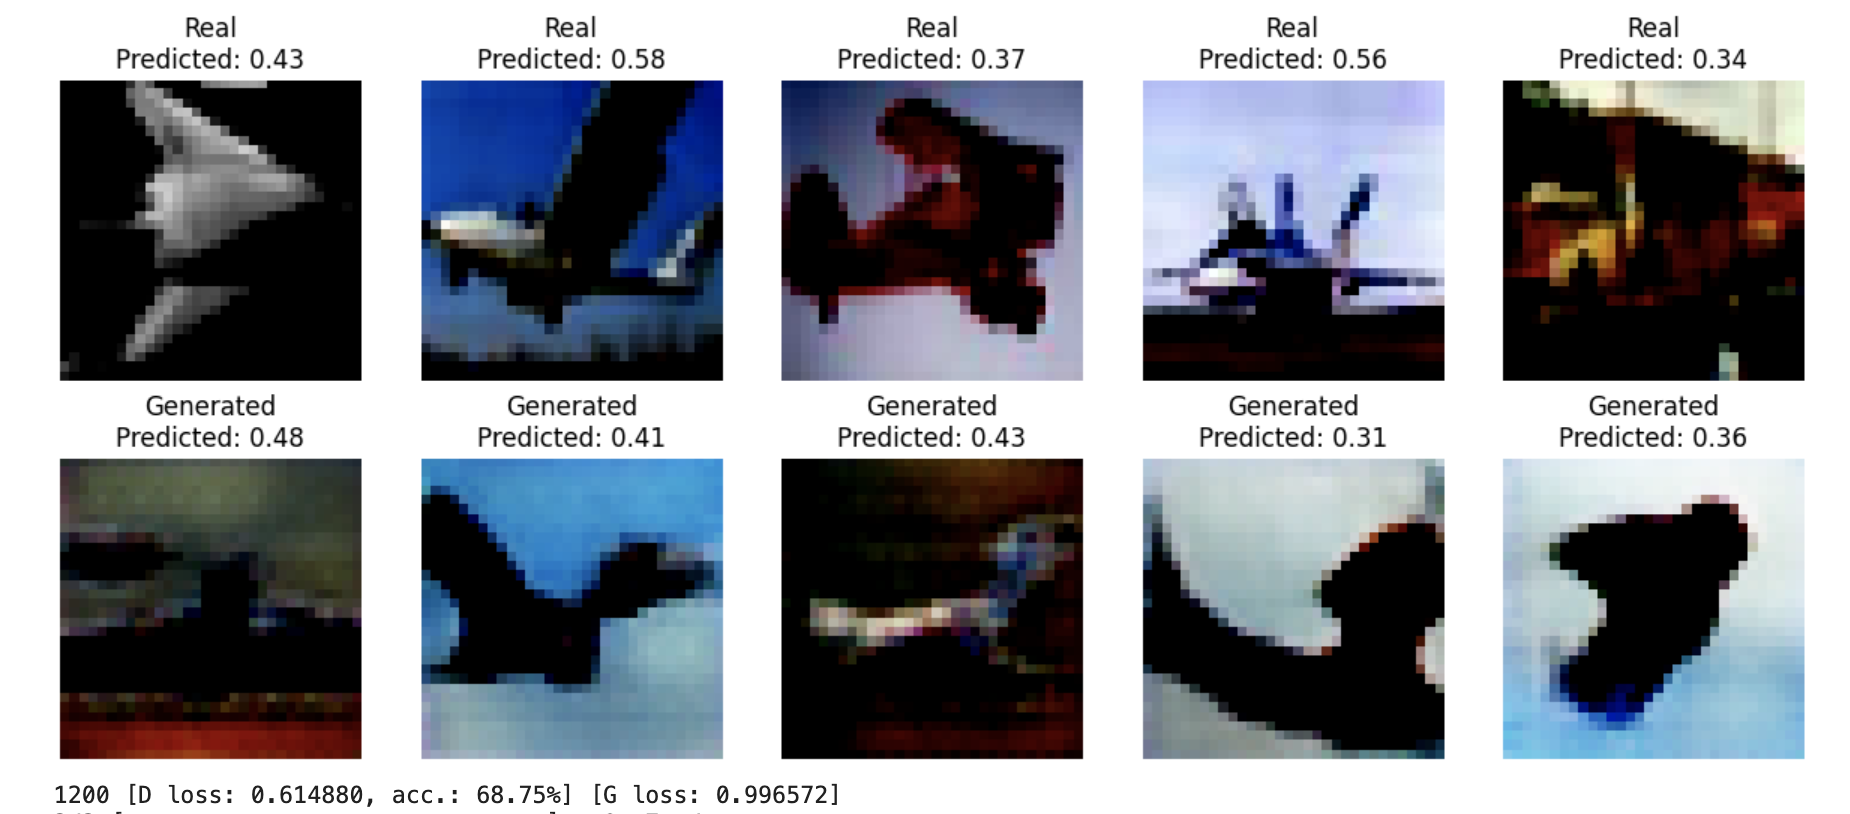 Real
Predicted: 0.43
Real
Predicted: 0.58
Real
Predicted: 0.37
Real
Predicted: 0.56
Real
Predicted: 0.34
Generated
Predicted: 0.48
Generated
Predicted: 0.41
Generated
Predicted: 0.43
Generated
Predicted: 0.31
Generated
Predicted: 0.36
1200 [D loss: 0.614880, acc.: 68.75%] [G loss: 0.996572]